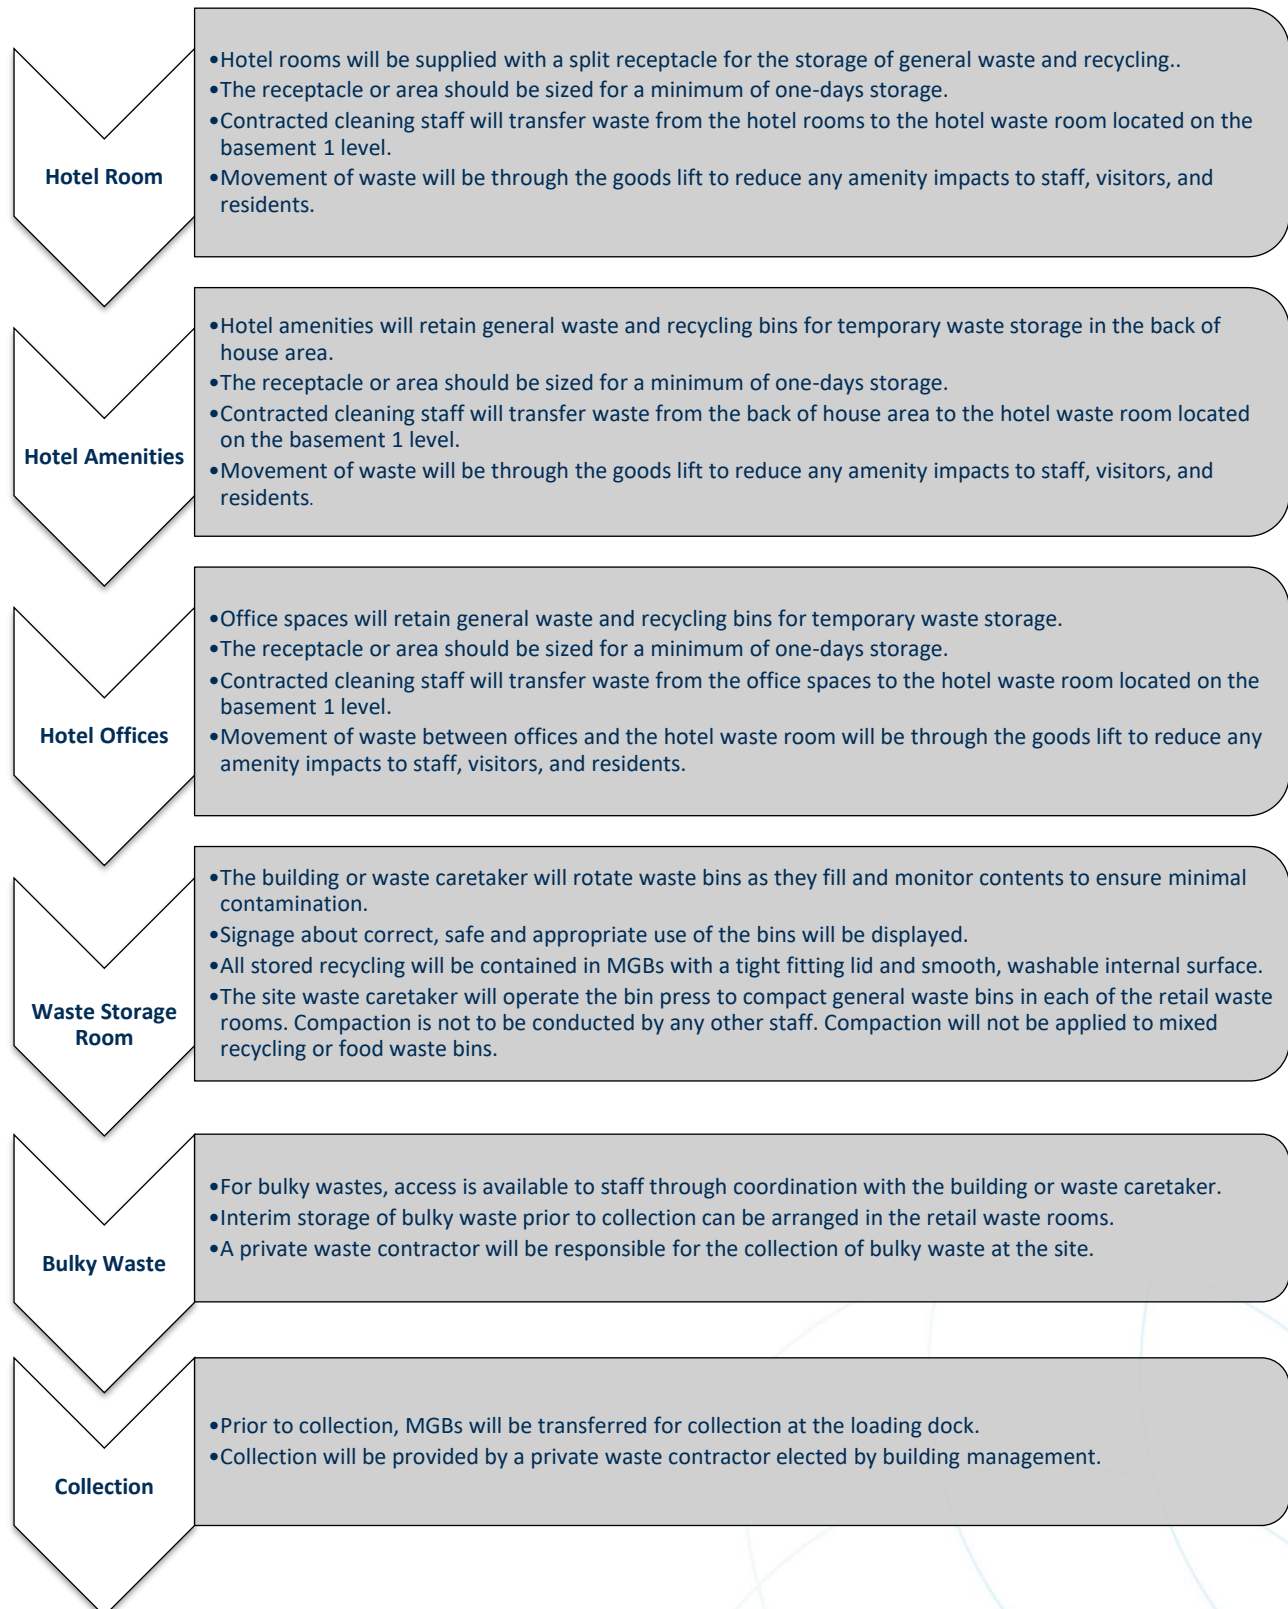 Hotel Room
•Hotel rooms will be supplied with a split receptacle for the storage of general waste and recycling..
•The receptacle or area should be sized for a minimum of one-days storage.
•Contracted cleaning staff will transfer waste from the hotel rooms to the hotel waste room located on the
basement 1 level.
•Movement of waste will be through the goods lift to reduce any amenity impacts to staff, visitors, and
residents.
Hotel Amenities
•Hotel amenities will retain general waste and recycling bins for temporary waste storage in the back of
house area.
•The receptacle or area should be sized for a minimum of one-days storage.
•Contracted cleaning staff will transfer waste from the back of house area to the hotel waste room located
on the basement 1 level.
•Movement of waste will be through the goods lift to reduce any amenity impacts to staff, visitors, and
residents.
Hotel Offices
•Office spaces will retain general waste and recycling bins for temporary waste storage.
•The receptacle or area should be sized for a minimum of one-days storage.
•Contracted cleaning staff will transfer waste from the office spaces to the hotel waste room located on the
basement 1 level.
•Movement of waste between offices and the hotel waste room will be through the goods lift to reduce any
amenity impacts to staff, visitors, and residents.
Waste Storage
Room
•The building or waste caretaker will rotate waste bins as they fill and monitor contents to ensure minimal
contamination.
•Signage about correct, safe and appropriate use of the bins will be displayed.
•All stored recycling will be contained in MGBs with a tight fitting lid and smooth, washable internal surface.
•The site waste caretaker will operate the bin press to compact general waste bins in each of the retail waste
rooms. Compaction is not to be conducted by any other staff. Compaction will not be applied to mixed
recycling or food waste bins.
Bulky Waste
•For bulky wastes, access is available to staff through coordination with the building or waste caretaker.
•Interim storage of bulky waste prior to collection can be arranged in the retail waste rooms.
•A private waste contractor will be responsible for the collection of bulky waste at the site.
Collection
•Prior to collection, MGBs will be transferred for collection at the loading dock.
•Collection will be provided by a private waste contractor elected by building management.